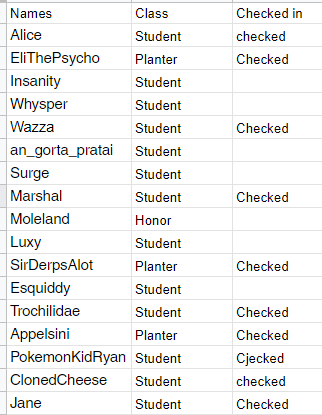 Names Class Checked in
Alice Student checked
EliThePsycho Planter Checked
Insanity Student
Whysper Student
Wazza Student Checked
an_gorta_pratai Student
Surge Student
Marshal Student Checked
Moleland Honor
Luxy Student
SirDerpsAlot Planter Checked
Esquiddy Student
Trochilidae Student Checked
Appelsini Planter Checked
PokemonKidRyan Student Cjecked
ClonedCheese Student checked
Jane Student Checked